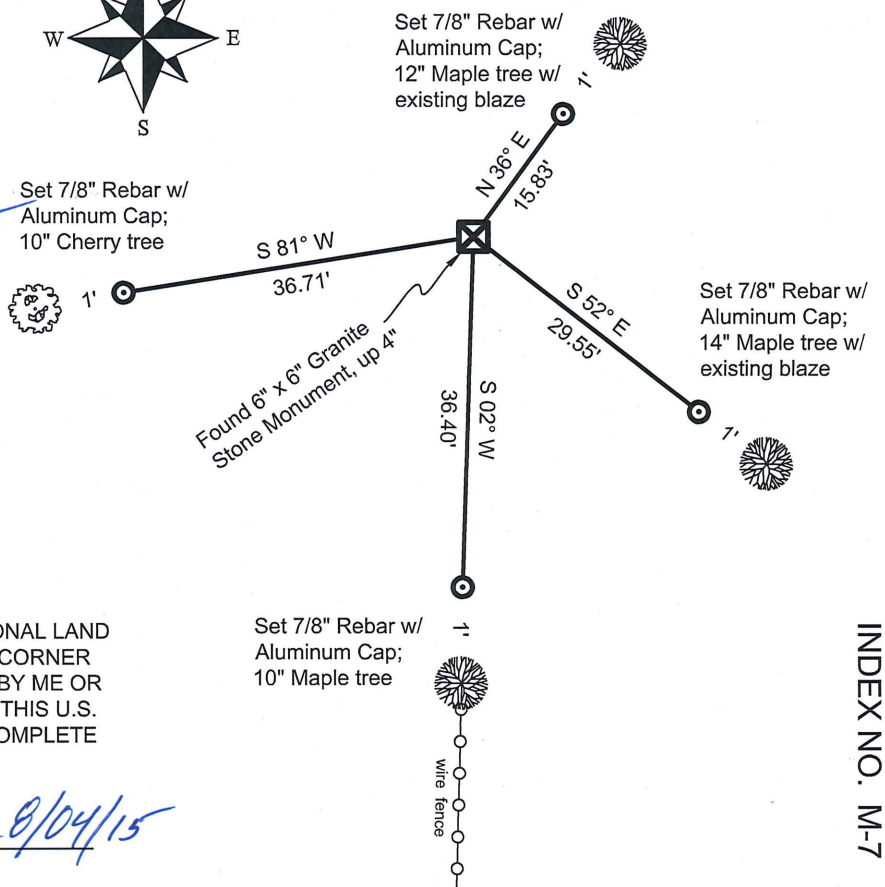 W
E
S
Set 7/8" Rebar w/
Aluminum Cap;
12" Maple tree w/
existing blaze
1'
N 36° E
15.83'
Set 7/8" Rebar w/
Aluminum Cap;
10" Cherry tree
1'
S 81° W
36.71'
Found 6" x 6" Granite
Stone Monument, up 4"
S 52° E
29.55'
Set 7/8" Rebar w/
Aluminum Cap;
14" Maple tree w/
existing blaze
1'
S 02° W
36.40'
Set 7/8" Rebar w/
Aluminum Cap;
10" Maple tree
1'
wire fence
ONAL LAND
CORNER
BY ME OR
THIS U.S.
OMPLETE
8/04/15
INDEX NO. M-7